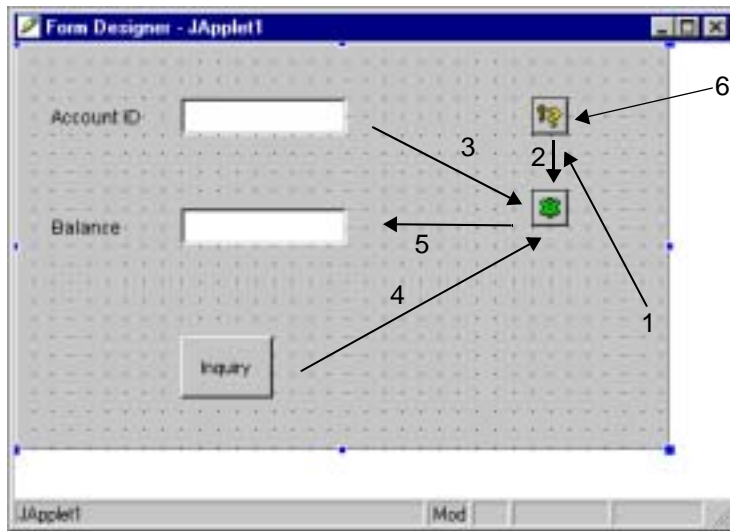 Form Designer - JApplet1
Account ID
6
3
2
Balance
5
4
1
Inquiry
JApplet1
Mod